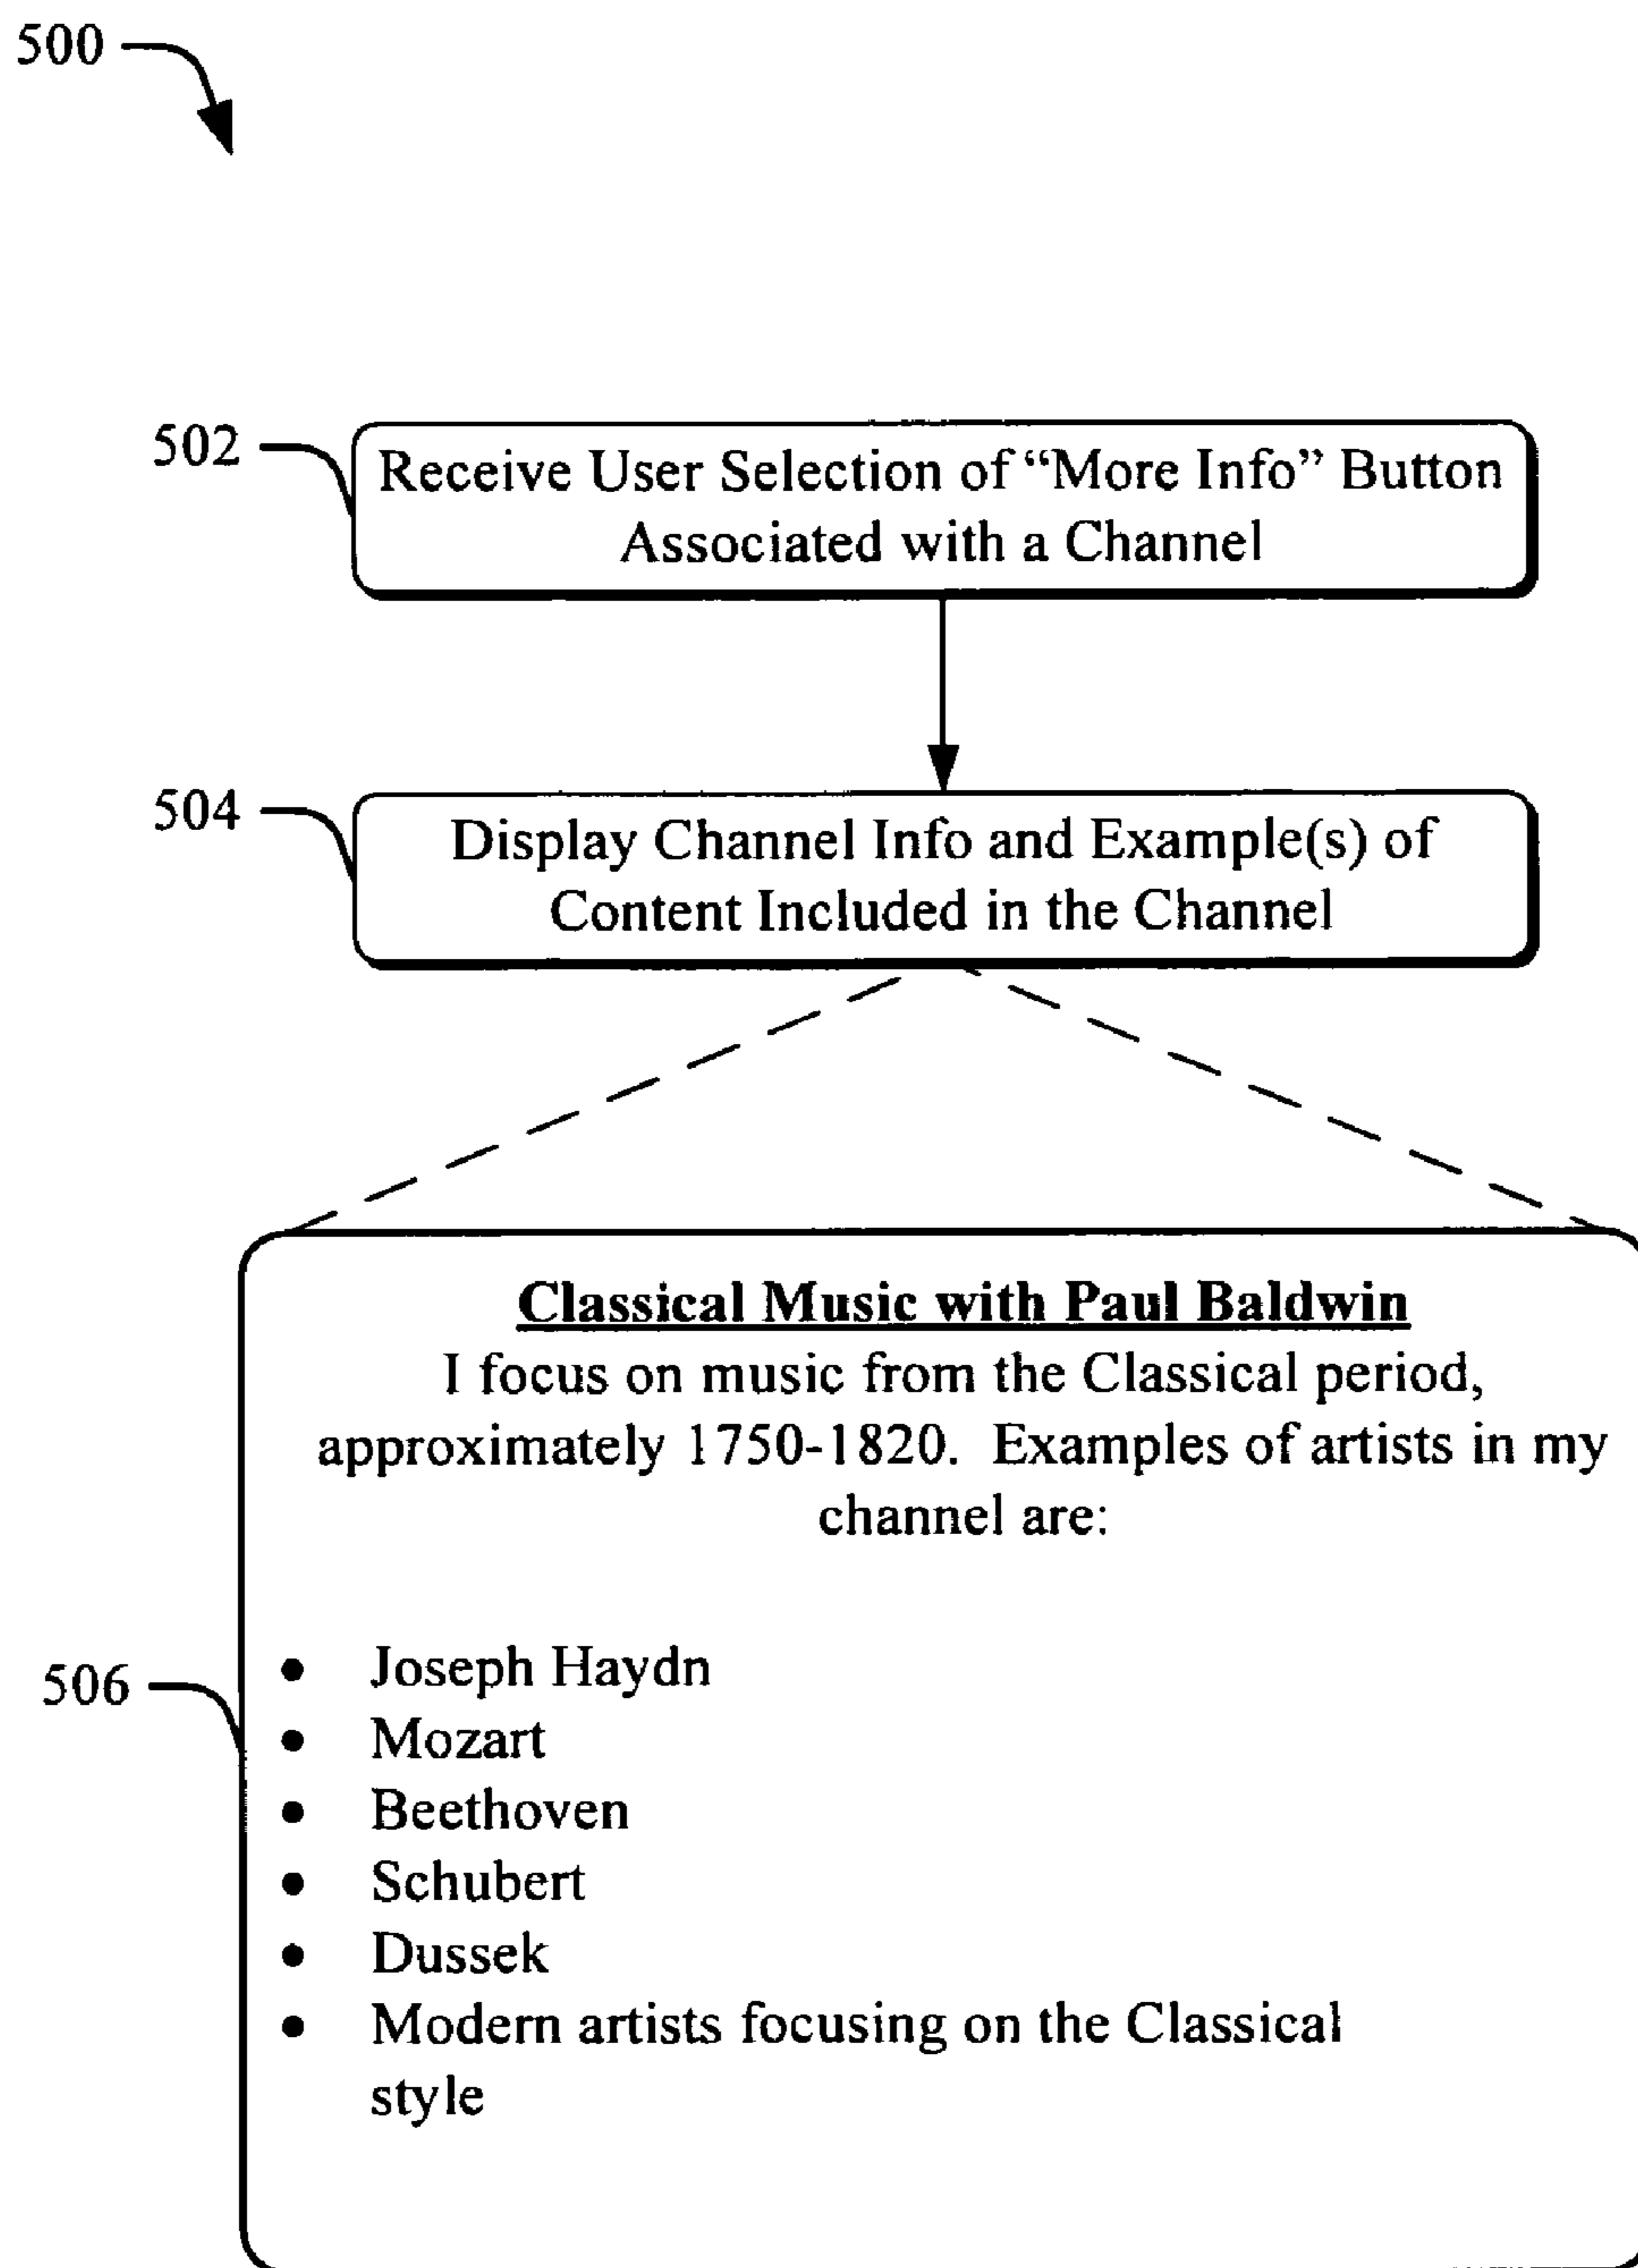 500
502
Receive User Selection of “More Info” Button
Associated with a Channel
504
Display Channel Info and Example(s) of
Content Included in the Channel
Classical Music with Paul Baldwin
I focus on music from the Classical period,
approximately 1750-1820.  Examples of artists in my
channel are:
506
• Joseph Haydn
• Mozart
• Beethoven
• Schubert
• Dussek
• Modern artists focusing on the Classical
style